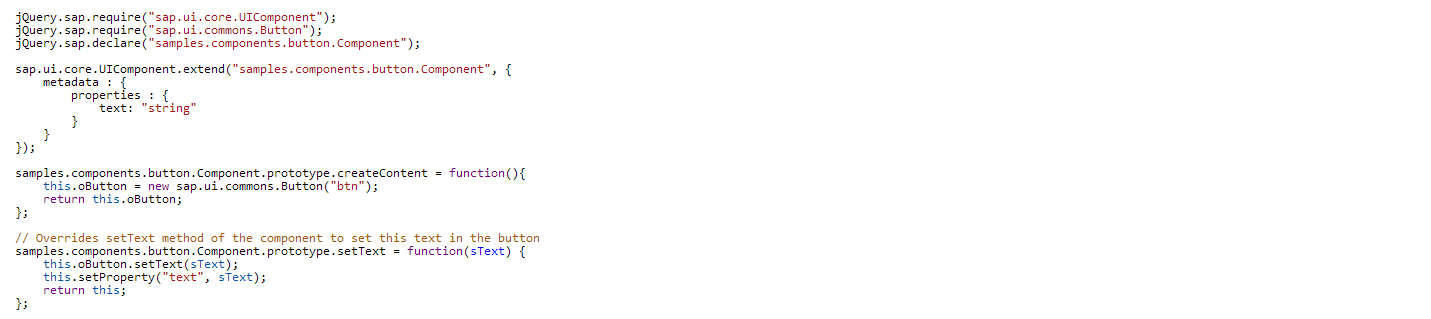 jQuery.sap.require("sap.ui.core.UIComponent");
jQuery.sap.require("sap.ui.commons.Button");
jQuery.sap.declare("samples.components.button.Component");

sap.ui.core.UIComponent.extend("samples.components.button.Component", {
    metadata : {
        properties : {
            text: "string"
        }
    }
});

samples.components.button.Component.prototype.createContent = function(){
    this.oButton = new sap.ui.commons.Button("btn");
    return this.oButton;
};

// Overrides setText method of the component to set this text in the button
samples.components.button.Component.prototype.setText = function(sText) {
    this.oButton.setText(sText);
    this.setProperty("text", sText);
    return this;
};